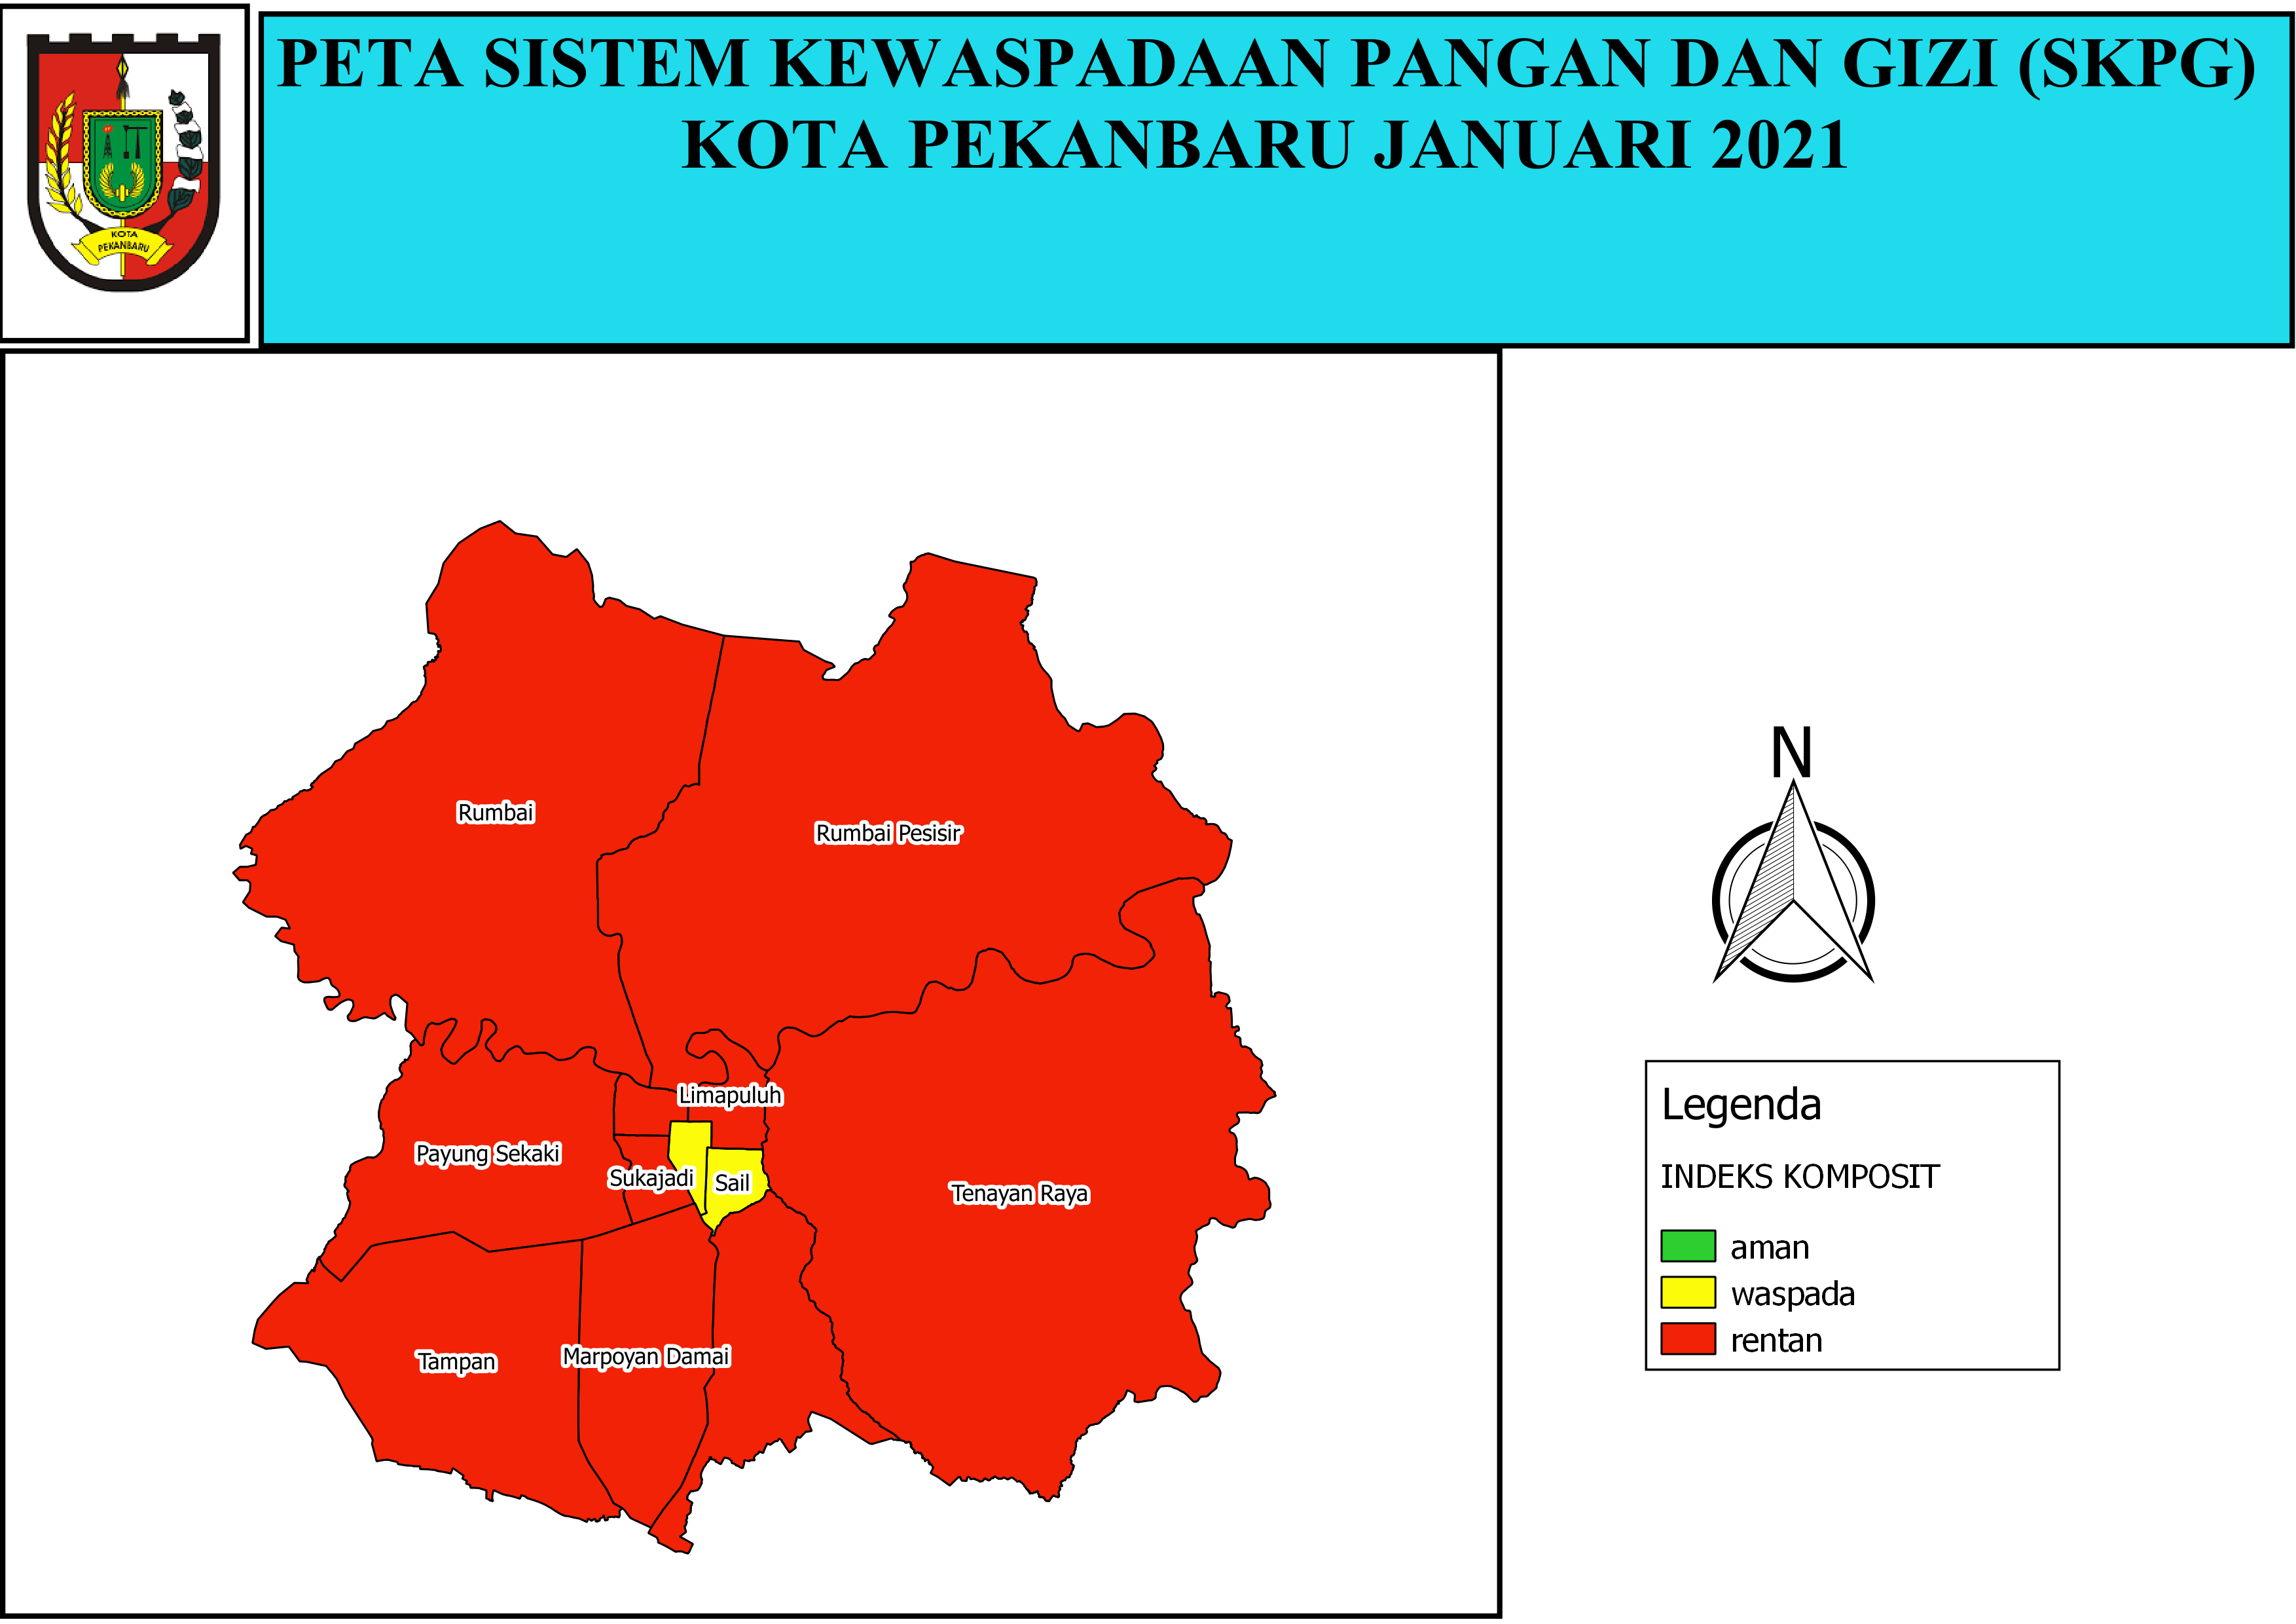 PETA SISTEM KEWASPADAAN PANGAN DAN GIZI (SKPG)
KOTA PEKANBARU JANUARI 2021
KOTA
PEKANBARU
Rumbai
Rumbai Pesisir
Limapuluh
Payung Sekaki
Sukajadi
Sail
Tenayan Raya
Tampan
Marpoyan Damai
N
Legenda
INDEKS KOMPOSIT
aman
waspada
rentan